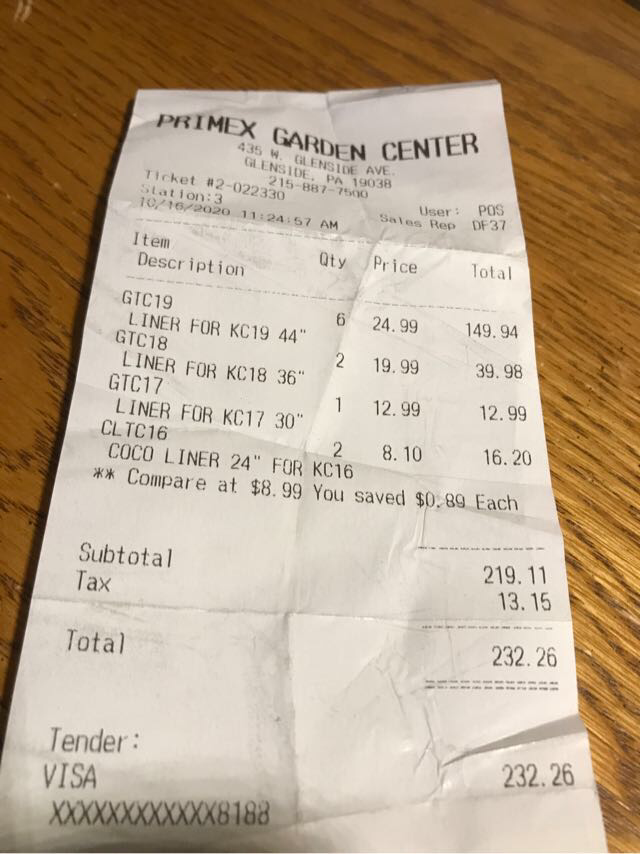 PRIMEX GARDEN CENTER
435 W. GLENSIDE AVE.
GLENSIDE, PA 19038
215-887-7500
Ticket #2-022330
Station:3 User: POS
10/16/2020 11:24:57 AM Sales Rep DF37
Item
Description Qty Price Total
GTC19
LINER FOR KC19 44" 6 24.99 149.94
GTC18
LINER FOR KC18 36" 2 19.99 39.98
GTC17
LINER FOR KC17 30" 1 12.99 12.99
CLTC16
COCO LINER 24" FOR KC16 2 8.10 16.20
** Compare at $8.99 You saved $0.89 Each
Subtotal 219.11
Tax 13.15
Total 232.26
Tender:
VISA 232.26
XXXXXXXXXXXX8188